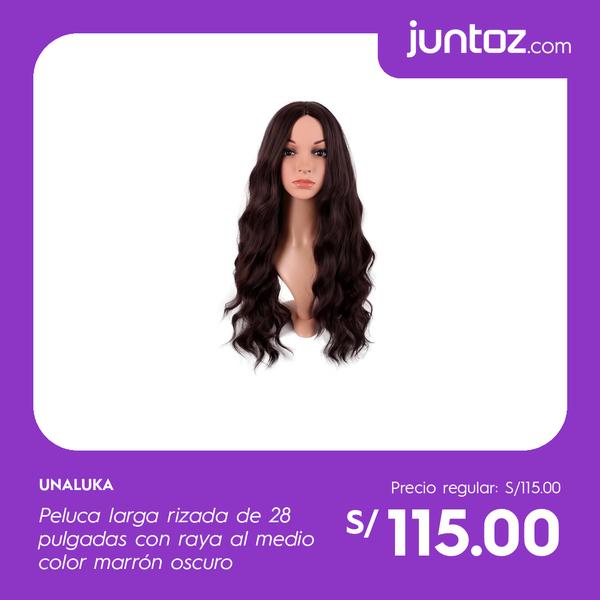 juntoz.com
UNALUKA
Peluca larga rizada de 28
pulgadas con raya al medio
color marrón oscuro
Precio regular: S/115.00
S/115.00